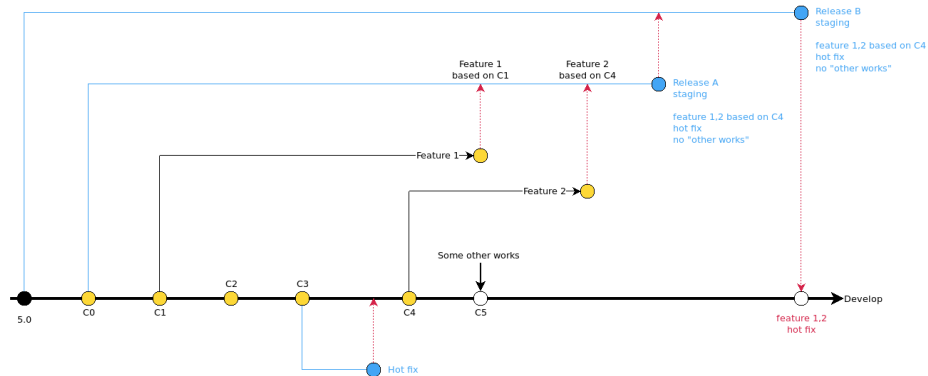 Release B
staging
feature 1,2 based on C4
hot fix
no "other works"
Feature 1
based on C1
Feature 2
based on C4
Release A
staging
feature 1,2 based on C4
hot fix
no "other works"
Feature 1
Feature 2
Some other works
C2
C3
Develop
5.0
C0
C1
C4
C5
feature 1,2
hot fix
Hot fix